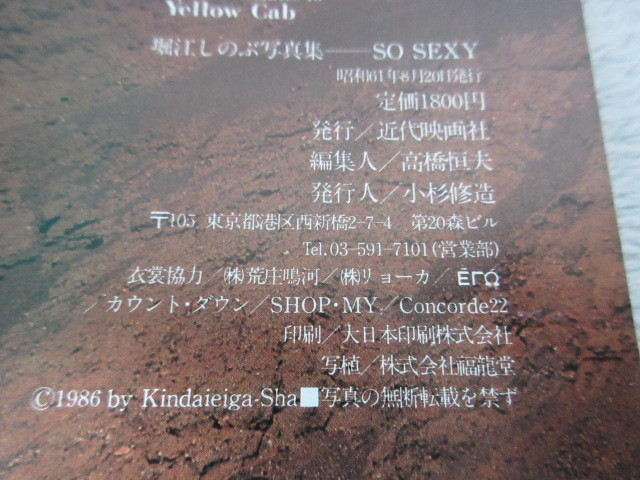 Yellow Cab
堀江しのぶ写真集――SO SEXY
昭和61年8月20日発行
定価1800円
発行／近代映画社
編集人／高橋恒夫
発行人／小杉修造
〒105 東京都港区西新橋2-7-4 第20森ビル
Tel.03-591-7101(営業部)
衣裳協力／㈱荒庄鳴河／㈱リョーカ／ĒΓΩ
／カウント・ダウン／SHOP・MY／Concorde22
印刷／大日本印刷株式会社
写植／株式会社福龍堂
©1986 by Kindaieiga-Sha■写真の無断転載を禁ず